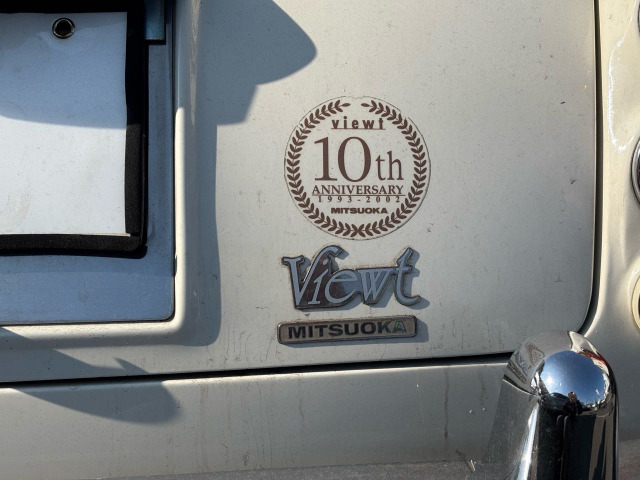 viewt
10th
ANNIVERSARY
1993-2002
MITSUOKA
Viewt
MITSUOKA